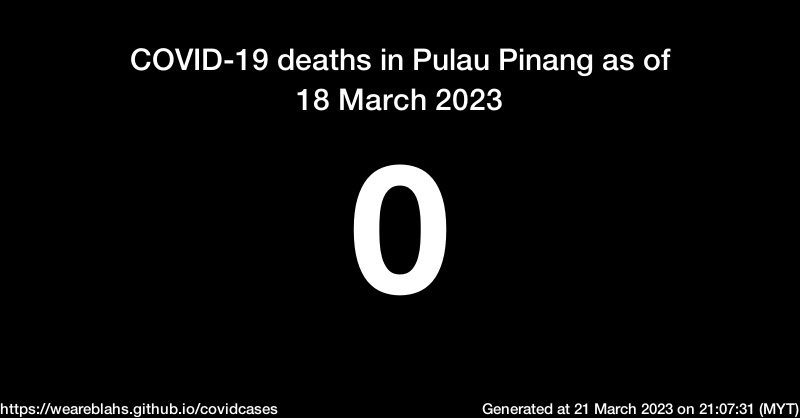 COVID-19 deaths in Pulau Pinang as of
18 March 2023
0
https://weareblahs.github.io/covidcases
Generated at 21 March 2023 on 21:07:31 (MYT)